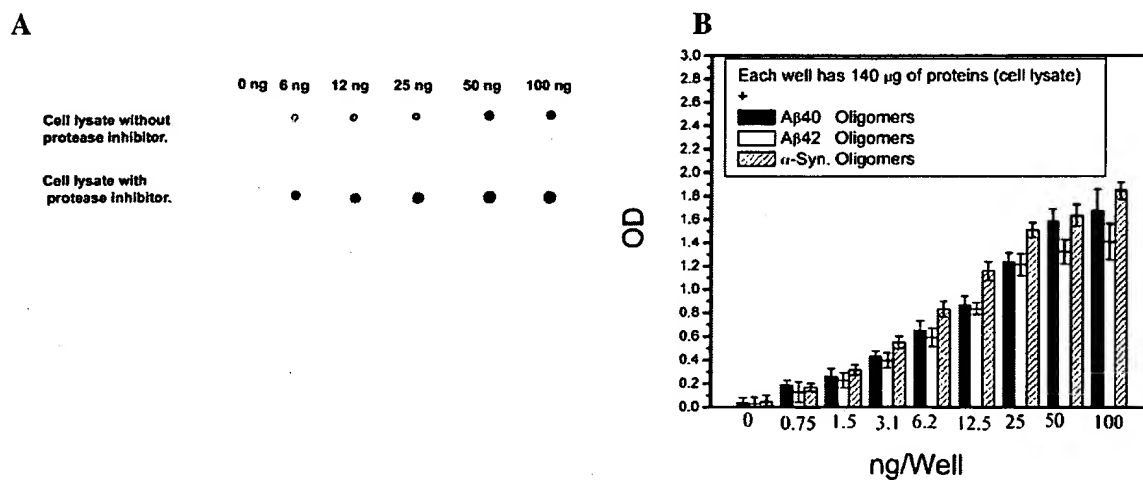 A
0 ng 6 ng 12 ng 25 ng 50 ng 100 ng
Cell lysate without
protease inhibitor.
Cell lysate with
protease inhibitor.
B
3.0
2.8
2.6
2.4
2.2
2.0
1.8
1.6
1.4
1.2
1.0
0.8
0.6
0.4
0.2
0.0
OD
Each well has 140 μg of proteins (cell lysate)
+
Aβ40 Oligomers
Aβ42 Oligomers
α-Syn. Oligomers
0 0.75 1.5 3.1 6.2 12.5 25 50 100
ng/Well